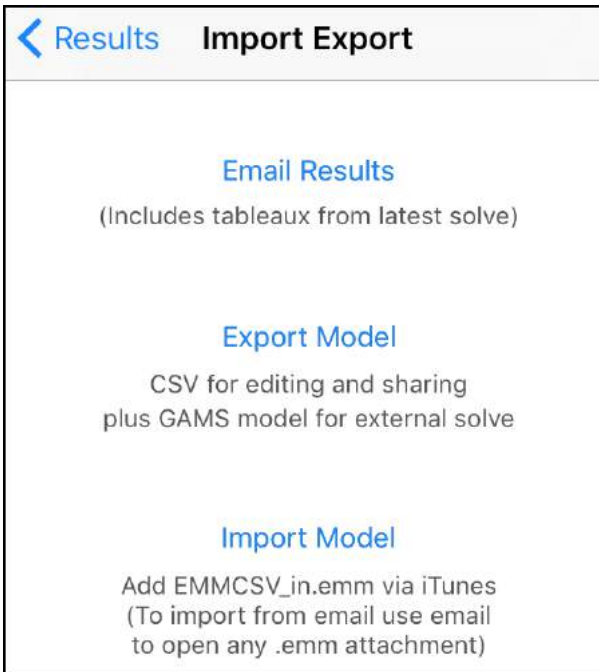 Results Import Export
Email Results
(Includes tableaux from latest solve)
Export Model
CSV for editing and sharing
plus GAMS model for external solve
Import Model
Add EMMCSV_in.emm via iTunes
(To import from email use email
to open any .emm attachment)